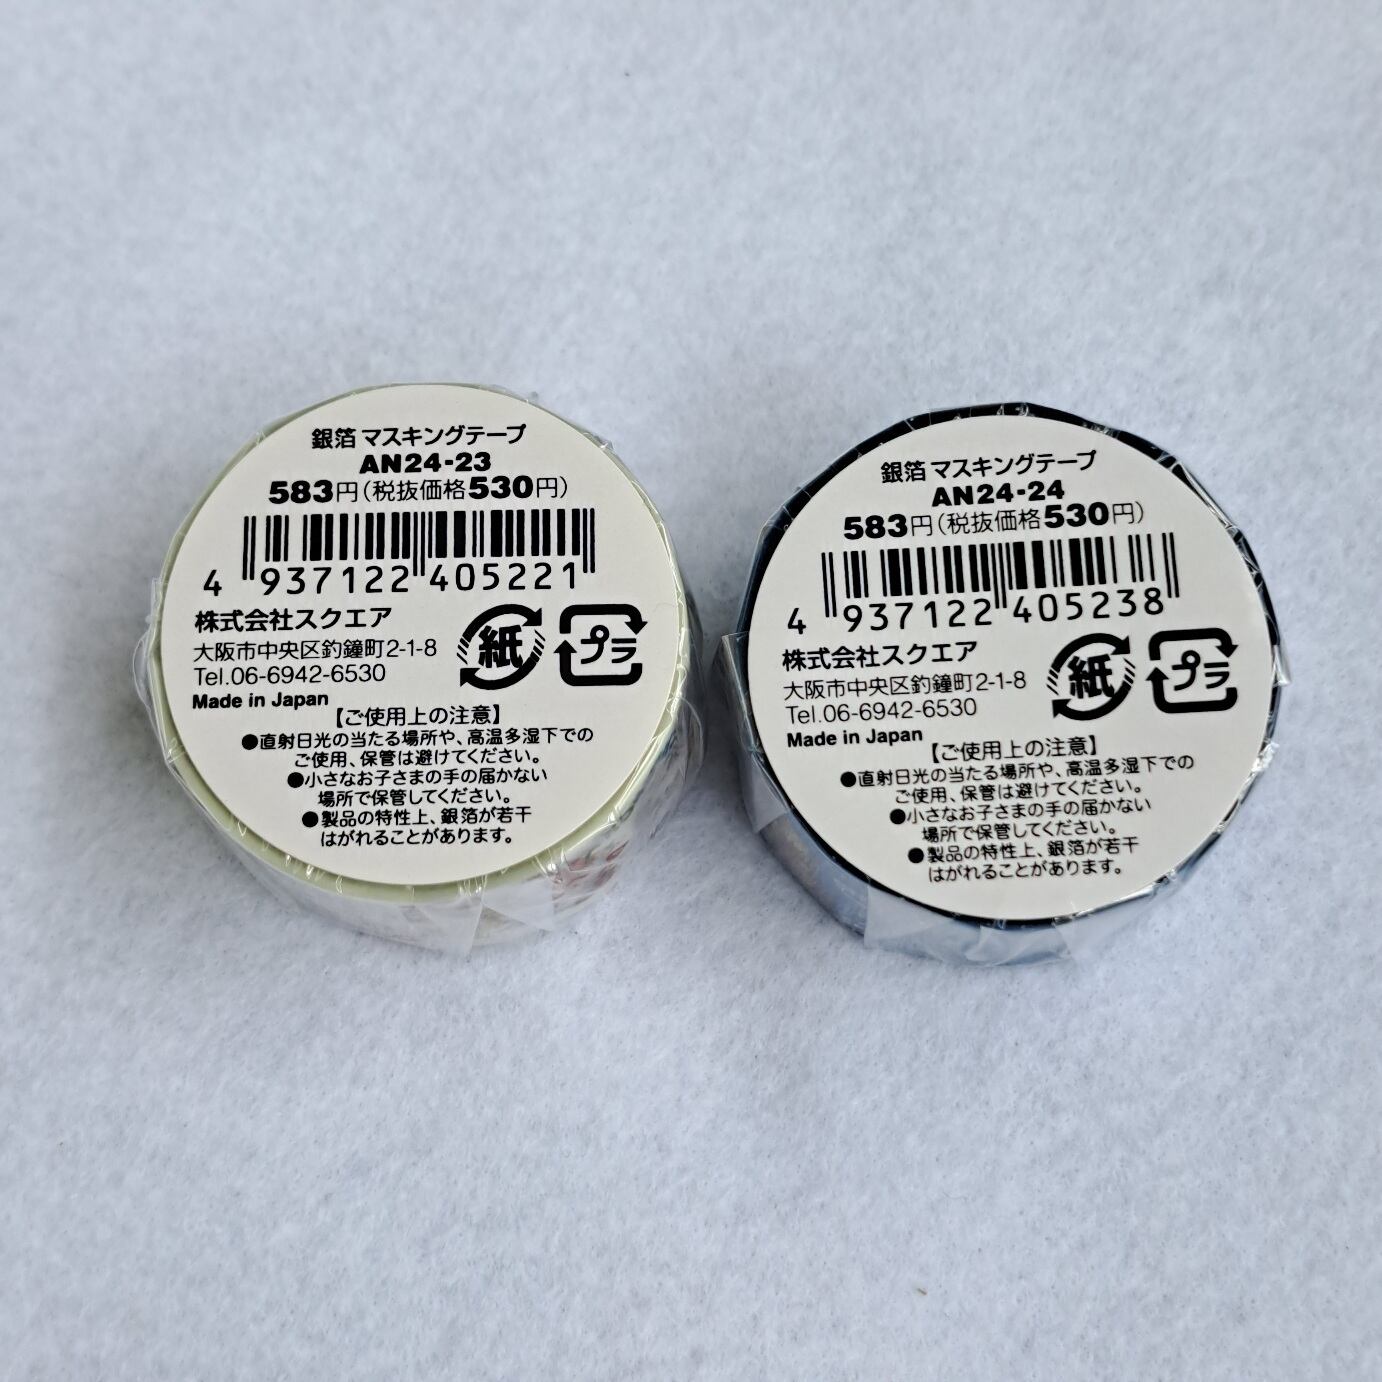 銀箔 マスキングテープ
AN24-23
583円(税抜価格530円)
4 937122 405221
株式会社スクエア
大阪市中央区釣鐘町2-1-8
Tel.06-6942-6530
Made in Japan
紙
プラ
【ご使用上の注意】
●直射日光の当たる場所や、高温多湿下での
ご使用、保管は避けてください。
●小さなお子さまの手の届かない
場所で保管してください。
●製品の特性上、銀箔が若干
はがれることがあります。
銀箔 マスキングテープ
AN24-24
583円(税抜価格530円)
4 937122 405238
株式会社スクエア
大阪市中央区釣鐘町2-1-8
Tel.06-6942-6530
Made in Japan
紙
プラ
【ご使用上の注意】
●直射日光の当たる場所や、高温多湿下での
ご使用、保管は避けてください。
●小さなお子さまの手の届かない
場所で保管してください。
●製品の特性上、銀箔が若干
はがれることがあります。